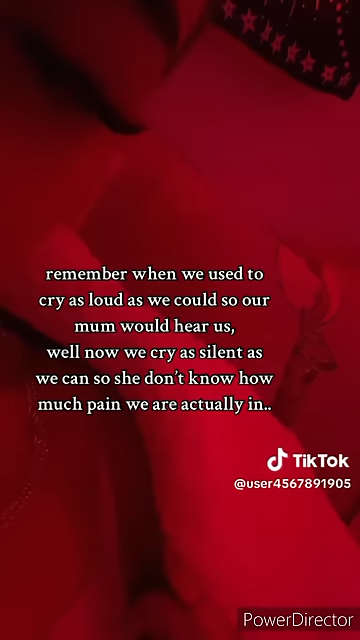 remember when we used to
cry as loud as we could so our
mum would hear us,
well now we cry as silent as
we can so she don't know how
much pain we are actually in..
TikTok
@user4567891905
PowerDirector